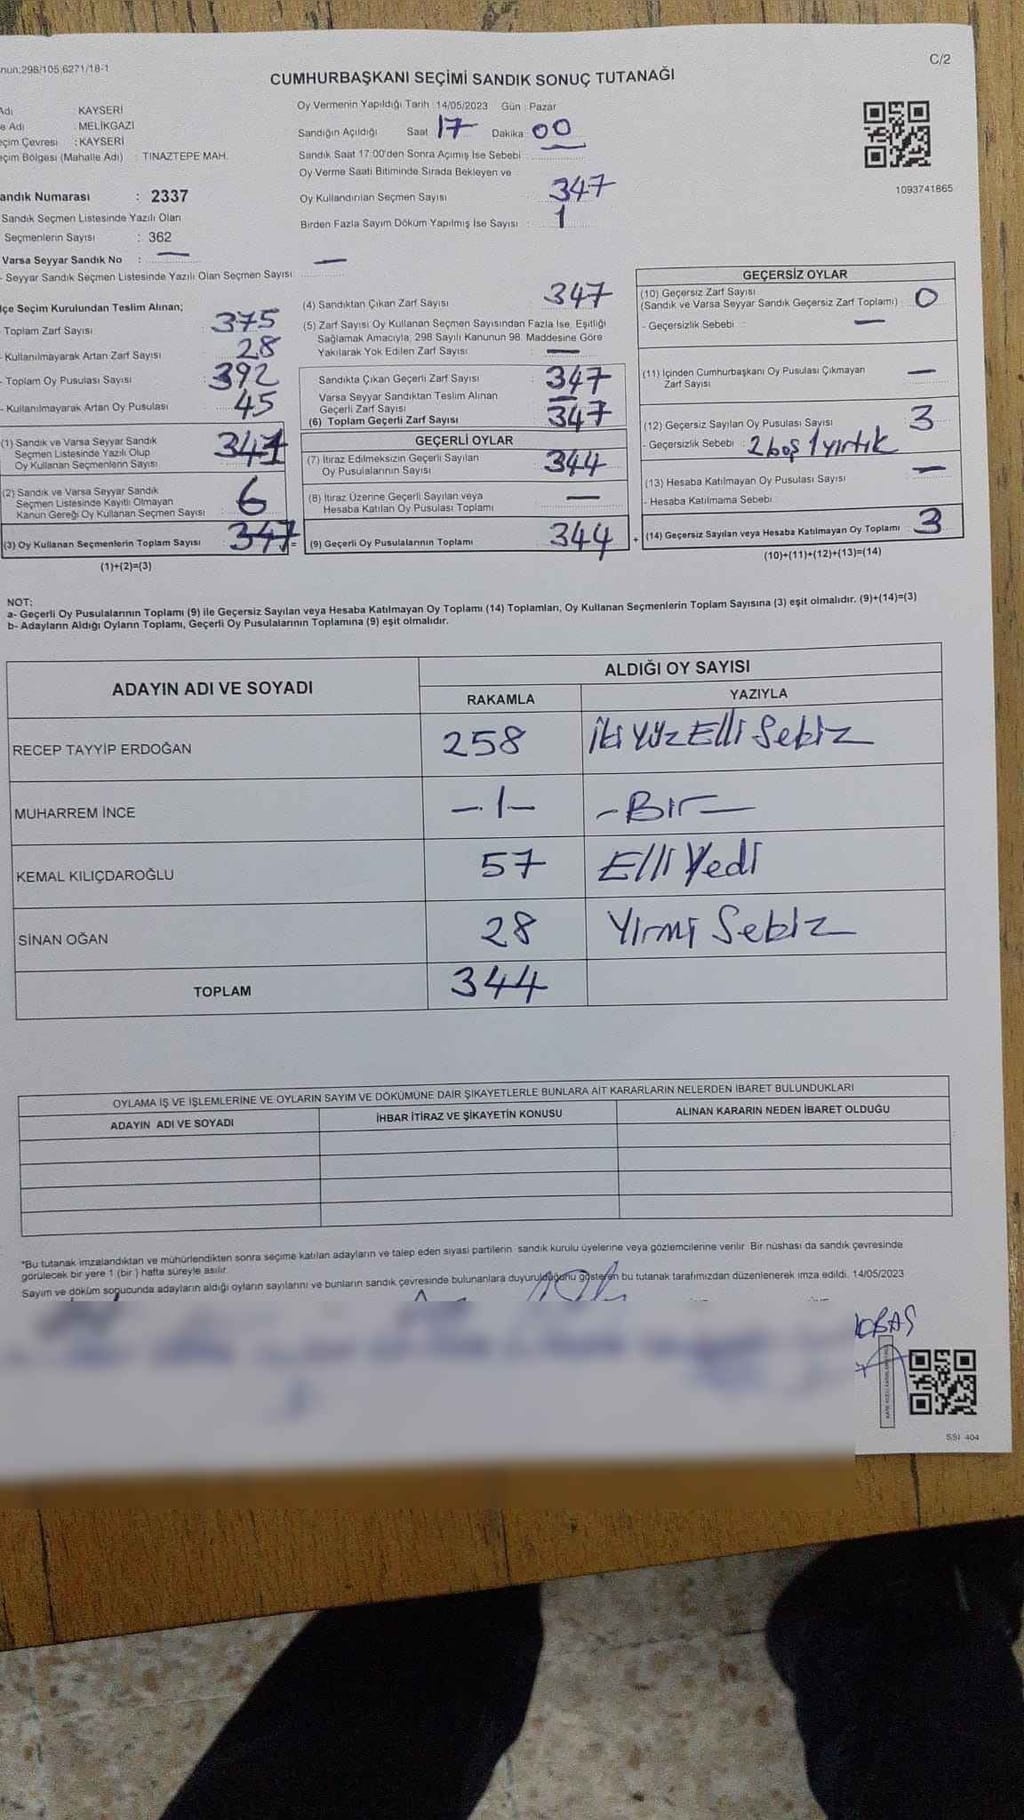 nun:298/105;6271/18-1
C/2
CUMHURBAŞKANI SEÇİMİ SANDIK SONUÇ TUTANAĞI
Adı KAYSERİ
e Adı : MELİKGAZİ
eçim Çevresi : KAYSERİ
eçim Bölgesi (Mahalle Adı) : TINAZTEPE MAH.
andık Numarası : 2337
Sandık Seçmen Listesinde Yazılı Olan
Seçmenlerin Sayısı : 362
Varsa Seyyar Sandık No : —
- Seyyar Sandık Seçmen Listesinde Yazılı Olan Seçmen Sayısı —
Oy Vermenin Yapıldığı Tarih : 14/05/2023 Gün : Pazar
Sandığın Açıldığı Saat 17 Dakika 00
Sandık Saat 17:00'den Sonra Açımış İse Sebebi :
Oy Verme Saati Bitiminde Sırada Bekleyen ve
Oy Kullandırılan Seçmen Sayısı : 347
Birden Fazla Sayım Döküm Yapılmış İse Sayısı : 1
1093741865
lçe Seçim Kurulundan Teslim Alınan;
- Toplam Zarf Sayısı 375
- Kullanılmayarak Artan Zarf Sayısı 28
- Toplam Oy Pusulası Sayısı 392
- Kullanılmayarak Artan Oy Pusulası 45
(1) Sandık ve Varsa Seyyar Sandık
Seçmen Listesinde Yazılı Olup
Oy Kullanan Seçmenlerin Sayısı
(2) Sandık ve Varsa Seyyar Sandık
Seçmen Listesinde Kayıtlı Olmayan
Kanun Gereği Oy Kullanan Seçmen Sayısı : 6
(3) Oy Kullanan Seçmenlerin Toplam Sayısı 347 =
(1)+(2)=(3)
(4) Sandıktan Çıkan Zarf Sayısı 347
(5) Zarf Sayısı Oy Kullanan Seçmen Sayısından Fazla İse, Eşitliği
Sağlamak Amacıyla, 298 Sayılı Kanunun 98. Maddesine Göre
Yakılarak Yok Edilen Zarf Sayısı : —
Sandıkta Çıkan Geçerli Zarf Sayısı : 347
Varsa Seyyar Sandıktan Teslim Alınan
Geçerli Zarf Sayısı : —
(6) Toplam Geçerli Zarf Sayısı : 347
GEÇERLİ OYLAR
(7) İtiraz Edilmeksizin Geçerli Sayılan
Oy Pusulalarının Sayısı : 344
(8) İtiraz Üzerine Geçerli Sayılan veya
Hesaba Katılan Oy Pusulası Toplamı : —
(9) Geçerli Oy Pusulalarının Toplamı : 344 +
GEÇERSİZ OYLAR
(10) Geçersiz Zarf Sayısı
(Sandık ve Varsa Seyyar Sandık Geçersiz Zarf Toplamı) : 0
- Geçersizlik Sebebi : —
(11) İçinden Cumhurbaşkanı Oy Pusulası Çıkmayan
Zarf Sayısı —
(12) Geçersiz Sayılan Oy Pusulası Sayısı : 3
- Geçersizlik Sebebi : 2 boş 1 yırtık
(13) Hesaba Katılmayan Oy Pusulası Sayısı : —
- Hesaba Katılmama Sebebi :
(14) Geçersiz Sayılan veya Hesaba Katılmayan Oy Toplamı : 3
(10)+(11)+(12)+(13)=(14)
NOT:
a- Geçerli Oy Pusulalarının Toplamı (9) ile Geçersiz Sayılan veya Hesaba Katılmayan Oy Toplamı (14) Toplamları, Oy Kullanan Seçmenlerin Toplam Sayısına (3) eşit olmalıdır. (9)+(14)=(3)
b- Adayların Aldığı Oyların Toplamı, Geçerli Oy Pusulalarının Toplamına (9) eşit olmalıdır.
ADAYIN ADI VE SOYADI ALDIĞI OY SAYISI
RAKAMLA YAZIYLA
RECEP TAYYİP ERDOĞAN 258 İki Yüz Elli Sekiz
MUHARREM İNCE -1- -Bir-
KEMAL KILIÇDAROĞLU 57 Elli Yedi
SİNAN OĞAN 28 Yirmi Sekiz
TOPLAM 344
OYLAMA İŞ VE İŞLEMLERİNE VE OYLARIN SAYIM VE DÖKÜMÜNE DAİR ŞİKAYETLERLE BUNLARA AİT KARARLARIN NELERDEN İBARET BULUNDUKLARI
ADAYIN ADI VE SOYADI İHBAR İTİRAZ VE ŞİKAYETİN KONUSU ALINAN KARARIN NEDEN İBARET OLDUĞU
*Bu tutanak imzalandıktan ve mühürlendikten sonra seçime katılan adayların ve talep eden siyasi partilerin sandık kurulu üyelerine veya gözlemcilerine verilir. Bir nüshası da sandık çevresinde
görülecek bir yere 1 (bir ) hafta süreyle asılır.
Sayım ve döküm sonucunda adayların aldığı oyların sayılarını ve bunların sandık çevresinde bulunanlara duyurulduğunu gösteren bu tutanak tarafımızdan düzenlenerek imza edildi. 14/05/2023
SSI 404